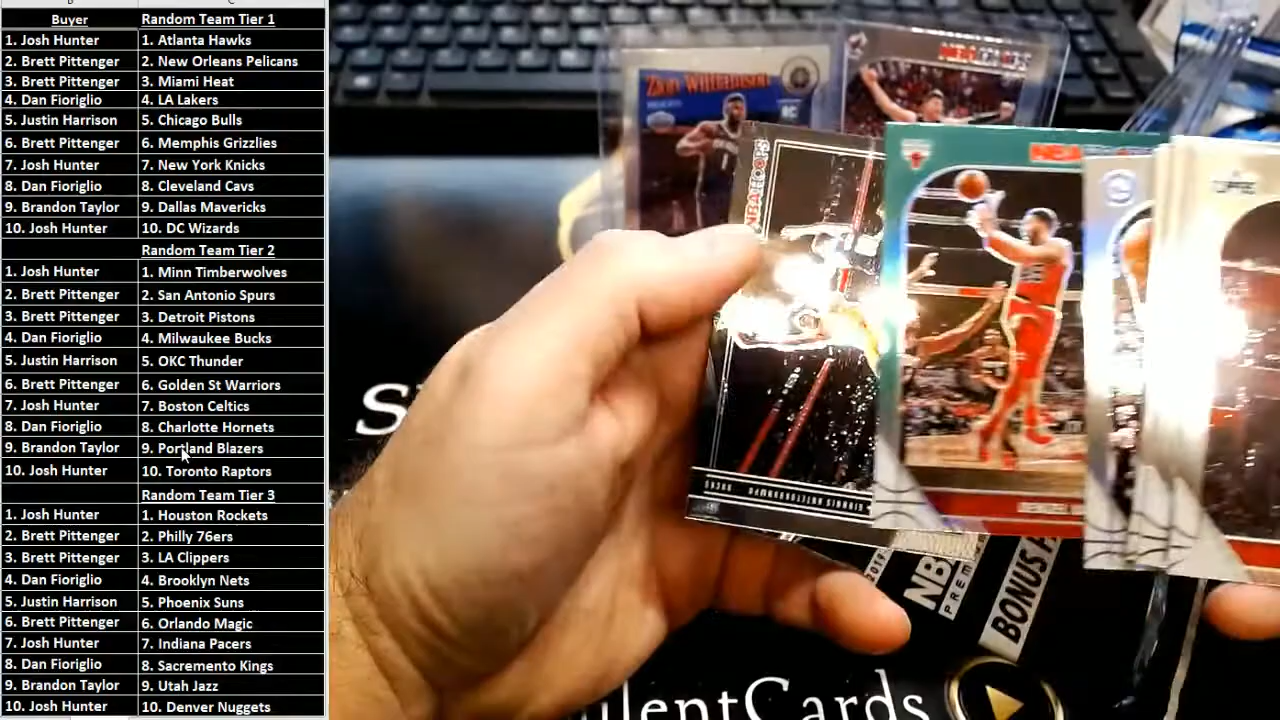 Buyer Random Team Tier 1
1. Josh Hunter 1. Atlanta Hawks
2. Brett Pittenger 2. New Orleans Pelicans
3. Brett Pittenger 3. Miami Heat
4. Dan Fioriglio 4. LA Lakers
5. Justin Harrison 5. Chicago Bulls
6. Brett Pittenger 6. Memphis Grizzlies
7. Josh Hunter 7. New York Knicks
8. Dan Fioriglio 8. Cleveland Cavs
9. Brandon Taylor 9. Dallas Mavericks
10. Josh Hunter 10. DC Wizards
Random Team Tier 2
1. Josh Hunter 1. Minn Timberwolves
2. Brett Pittenger 2. San Antonio Spurs
3. Brett Pittenger 3. Detroit Pistons
4. Dan Fioriglio 4. Milwaukee Bucks
5. Justin Harrison 5. OKC Thunder
6. Brett Pittenger 6. Golden St Warriors
7. Josh Hunter 7. Boston Celtics
8. Dan Fioriglio 8. Charlotte Hornets
9. Brandon Taylor 9. Portland Blazers
10. Josh Hunter 10. Toronto Raptors
Random Team Tier 3
1. Josh Hunter 1. Houston Rockets
2. Brett Pittenger 2. Philly 76ers
3. Brett Pittenger 3. LA Clippers
4. Dan Fioriglio 4. Brooklyn Nets
5. Justin Harrison 5. Phoenix Suns
6. Brett Pittenger 6. Orlando Magic
7. Josh Hunter 7. Indiana Pacers
8. Dan Fioriglio 8. Sacremento Kings
9. Brandon Taylor 9. Utah Jazz
10. Josh Hunter 10. Denver Nuggets
Zion Williamson
RC
NBA HOOPS
NBA HOOPS
GIANNIS ANTETOKOUNMPO BUCKS
2019
BONUS